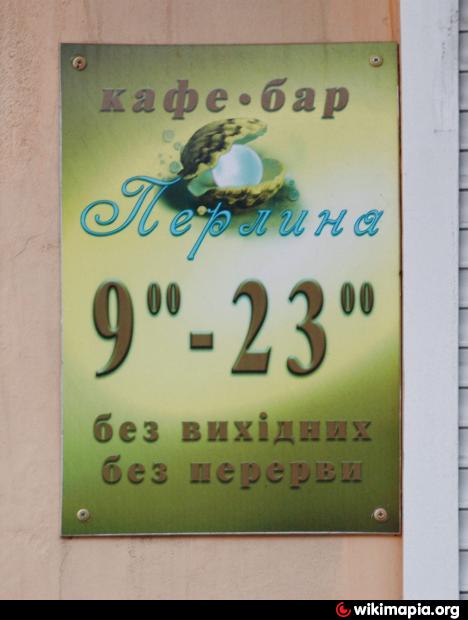 кафе·бар
Перлина
9⁰⁰-23⁰⁰
без вихідних
без перерви
wikimapia.org